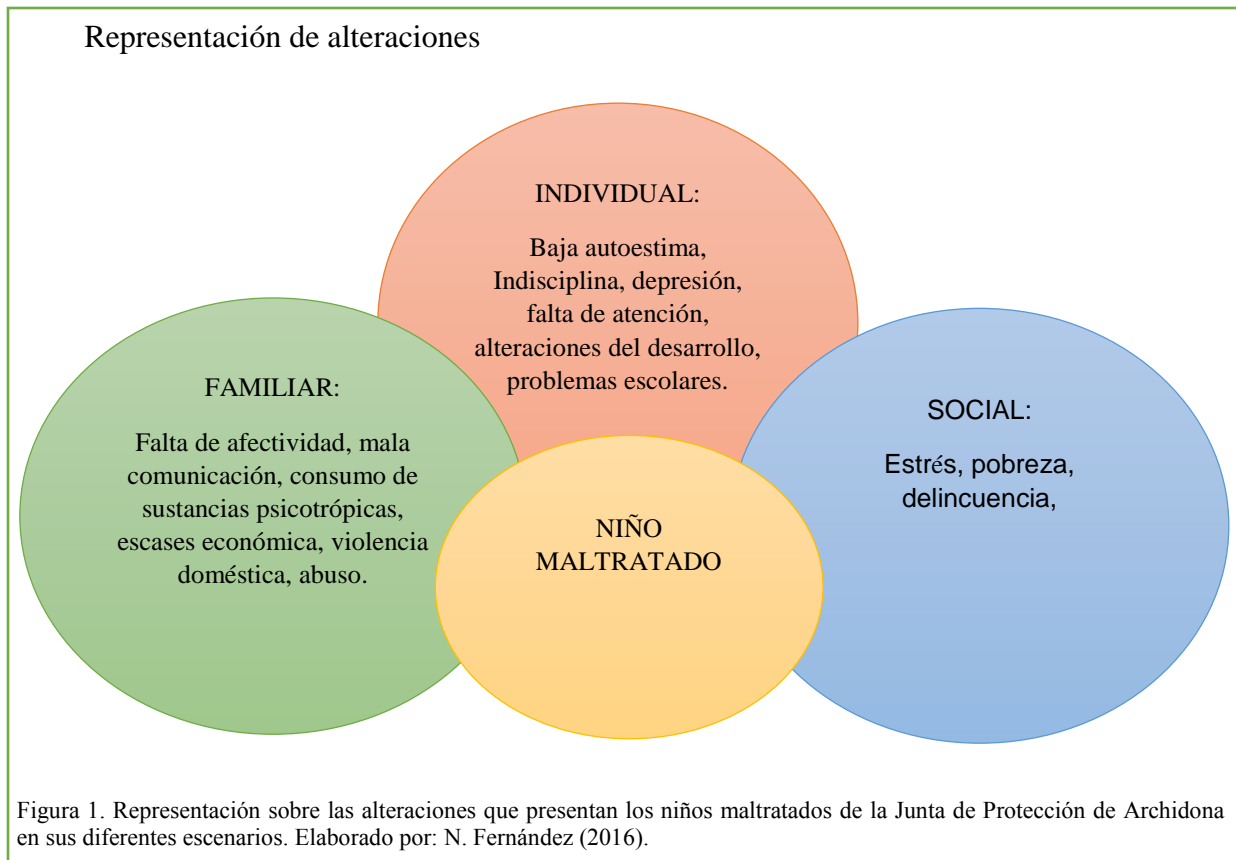 Representación de alteraciones
INDIVIDUAL:
Baja autoestima,
Indisciplina, depresión,
falta de atención,
alteraciones del desarrollo,
problemas escolares.
FAMILIAR:
Falta de afectividad, mala
comunicación, consumo de
sustancias psicotrópicas,
escases económica, violencia
doméstica, abuso.
SOCIAL:
Estrés, pobreza,
delincuencia,
NIÑO
MALTRATADO
Figura 1. Representación sobre las alteraciones que presentan los niños maltratados de la Junta de Protección de Archidona
en sus diferentes escenarios. Elaborado por: N. Fernández (2016).